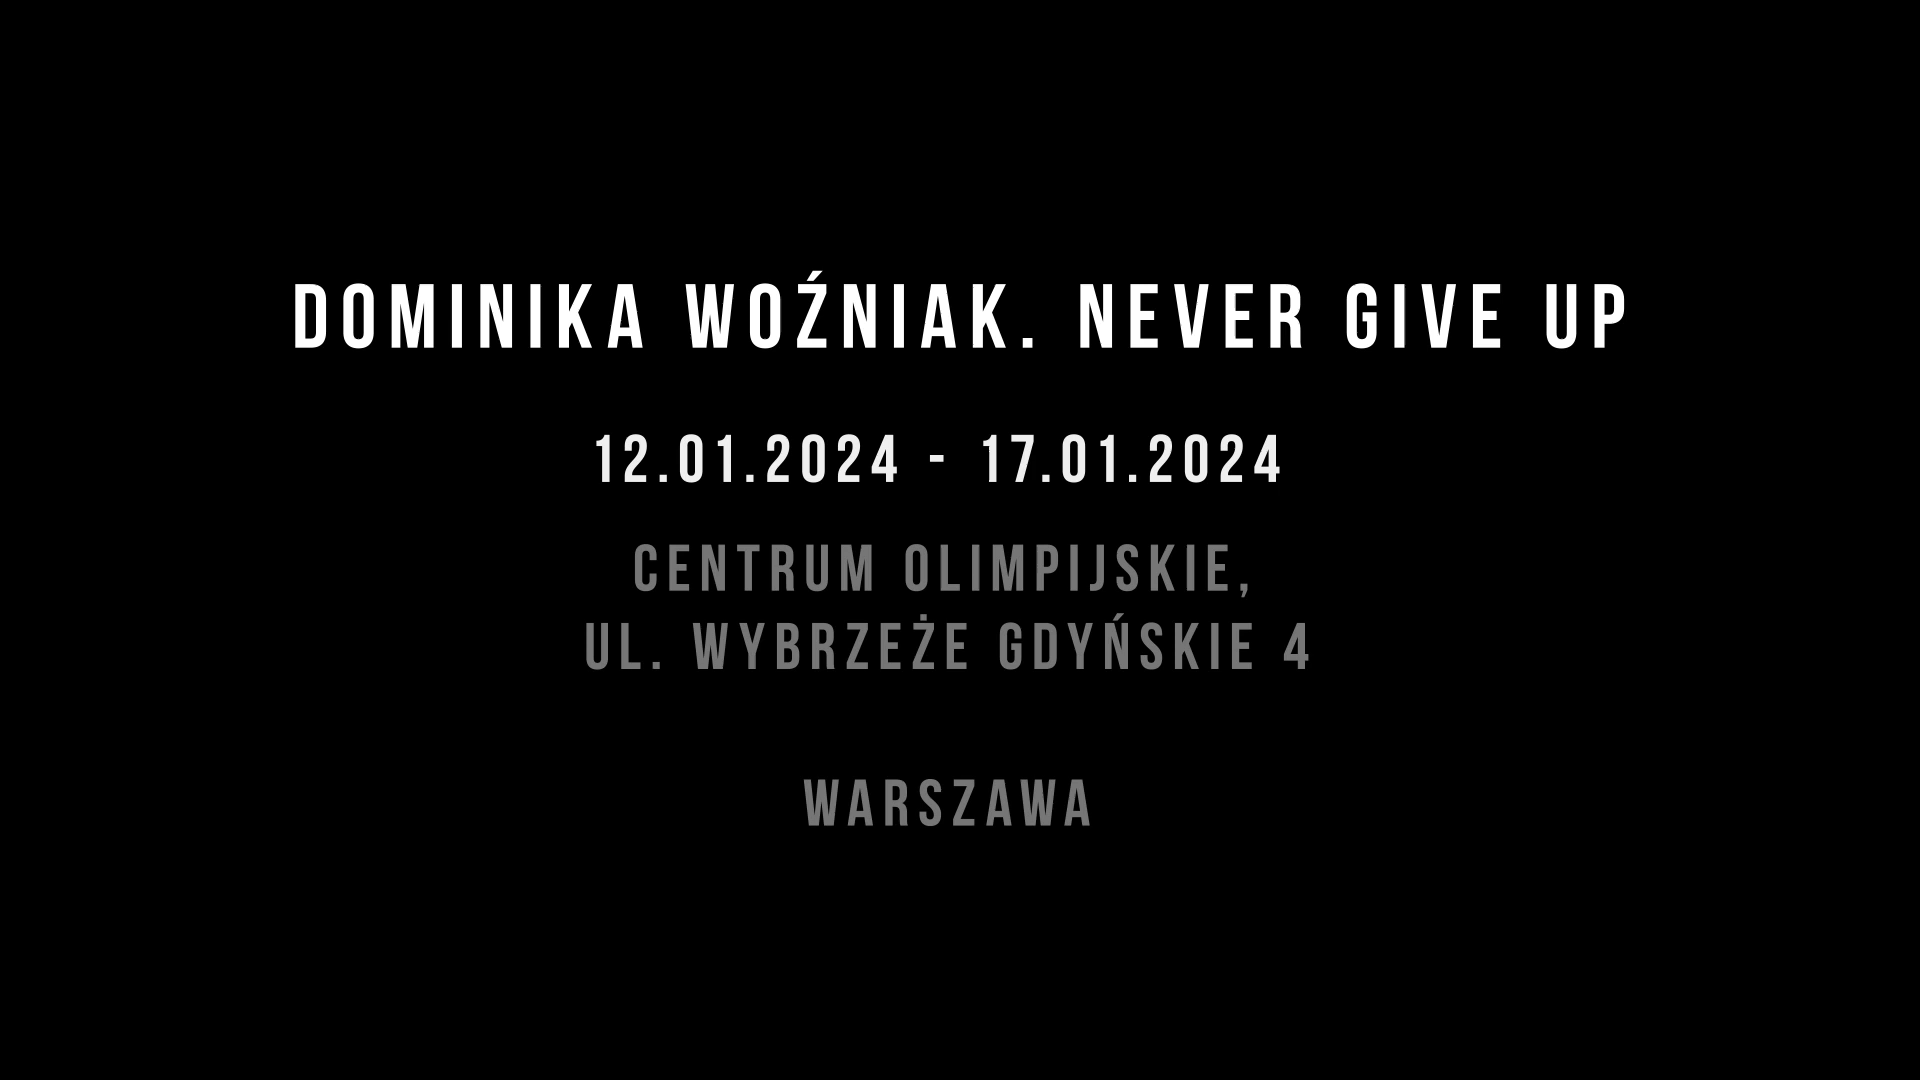 DOMINIKA WOŹNIAK. NEVER GIVE UP
12.01.2024 - 17.01.2024
CENTRUM OLIMPIJSKIE,
UL. WYBRZEŻE GDYŃSKIE 4
WARSZAWA